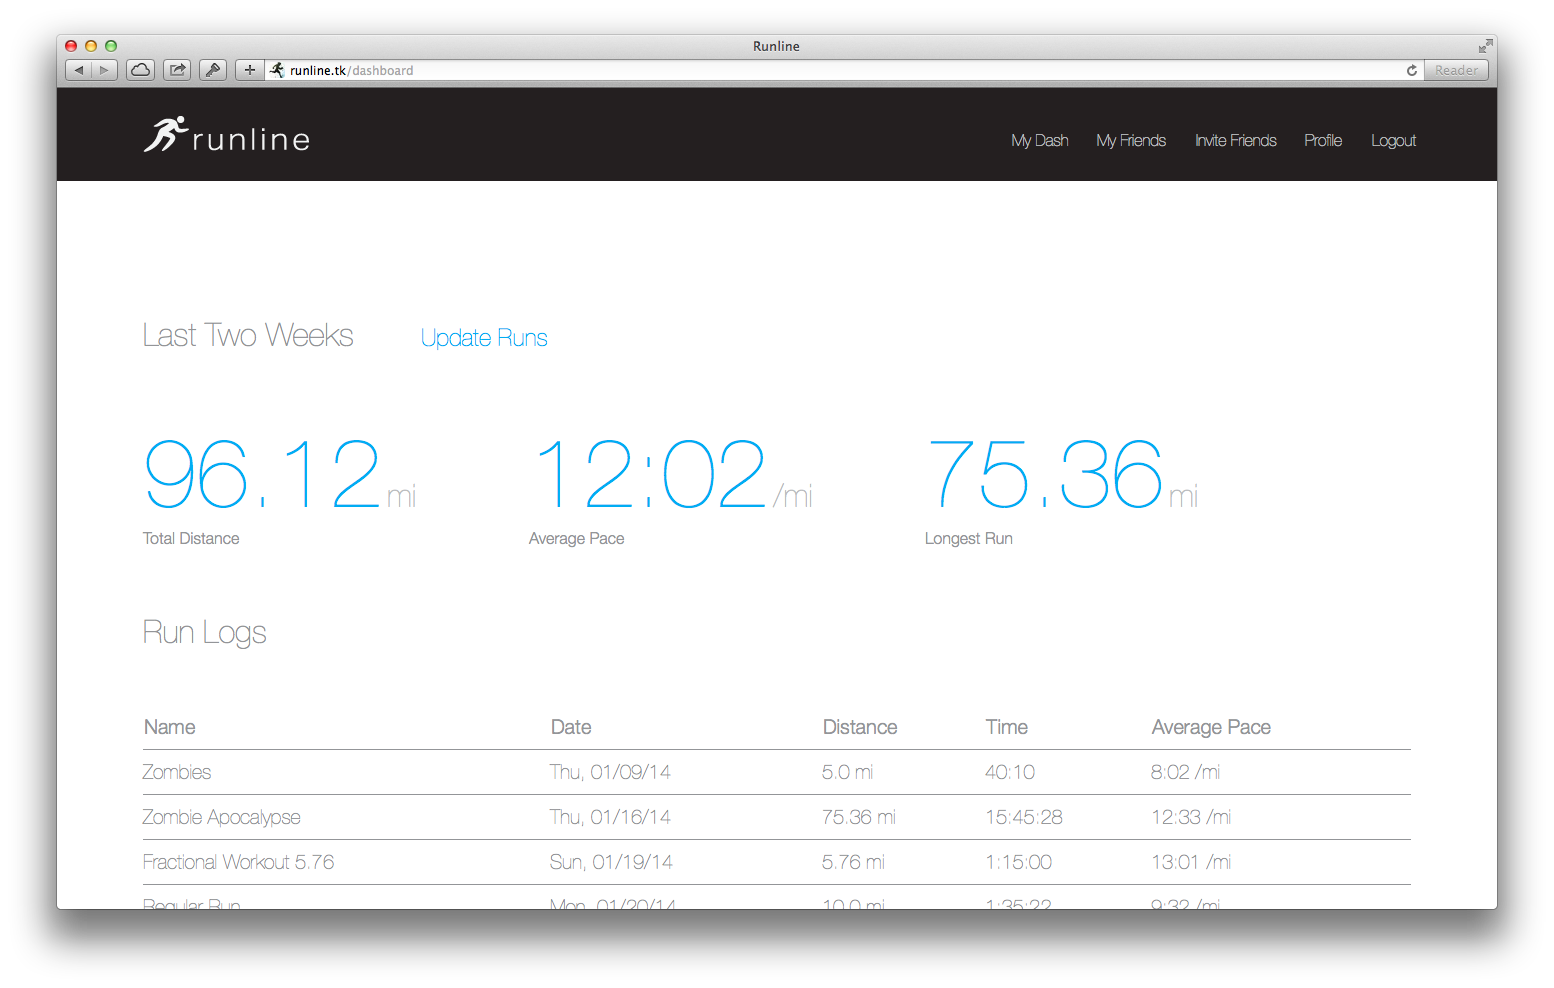 Runline
runline.tk/dashboard
Reader
runline
My Dash My Friends Invite Friends Profile Logout
Last Two Weeks Update Runs
96.12 mi 12:02 /mi 75.36 mi
Total Distance Average Pace Longest Run
Run Logs
Name Date Distance Time Average Pace
Zombies Thu, 01/09/14 5.0 mi 40:10 8:02 /mi
Zombie Apocalypse Thu, 01/16/14 75.36 mi 15:45:28 12:33 /mi
Fractional Workout 5.76 Sun, 01/19/14 5.76 mi 1:15:00 13:01 /mi
Regular Run Mon, 01/20/14 10.0 mi 1:35:22 9:32 /mi